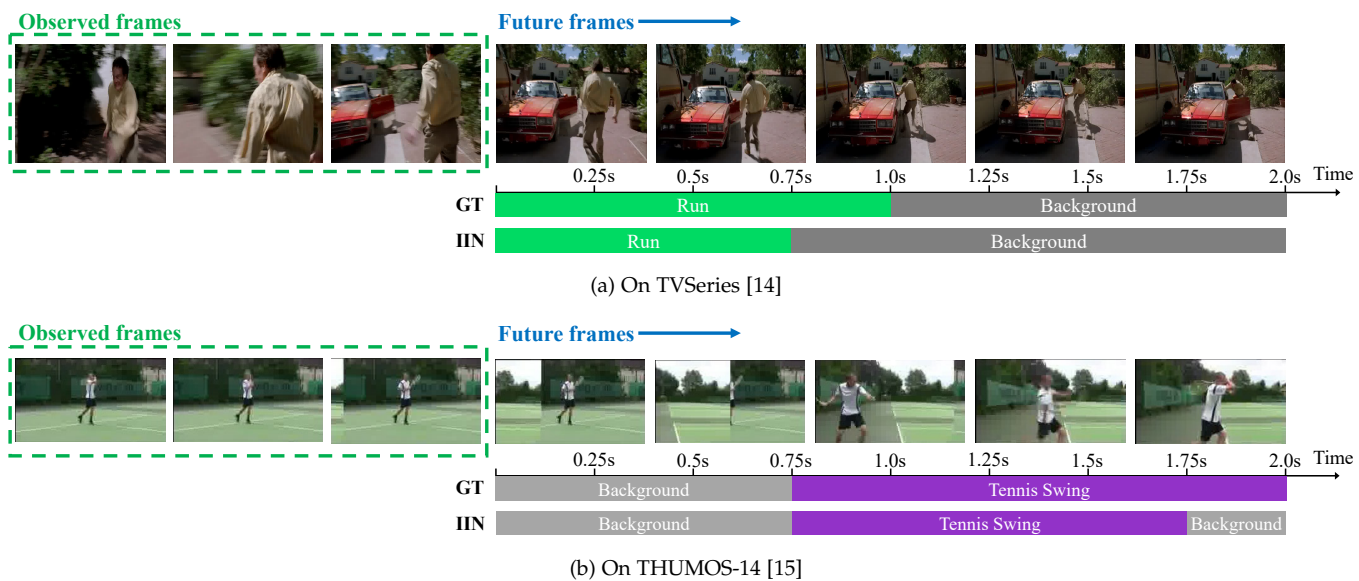 Observed frames
Future frames
0.25s 0.5s 0.75s 1.0s 1.25s 1.5s 1.75s 2.0s Time
GT Run Background
IIN Run Background
(a) On TVSeries [14]
Observed frames
Future frames
0.25s 0.5s 0.75s 1.0s 1.25s 1.5s 1.75s 2.0s Time
GT Background Tennis Swing
IIN Background Tennis Swing Background
(b) On THUMOS-14 [15]